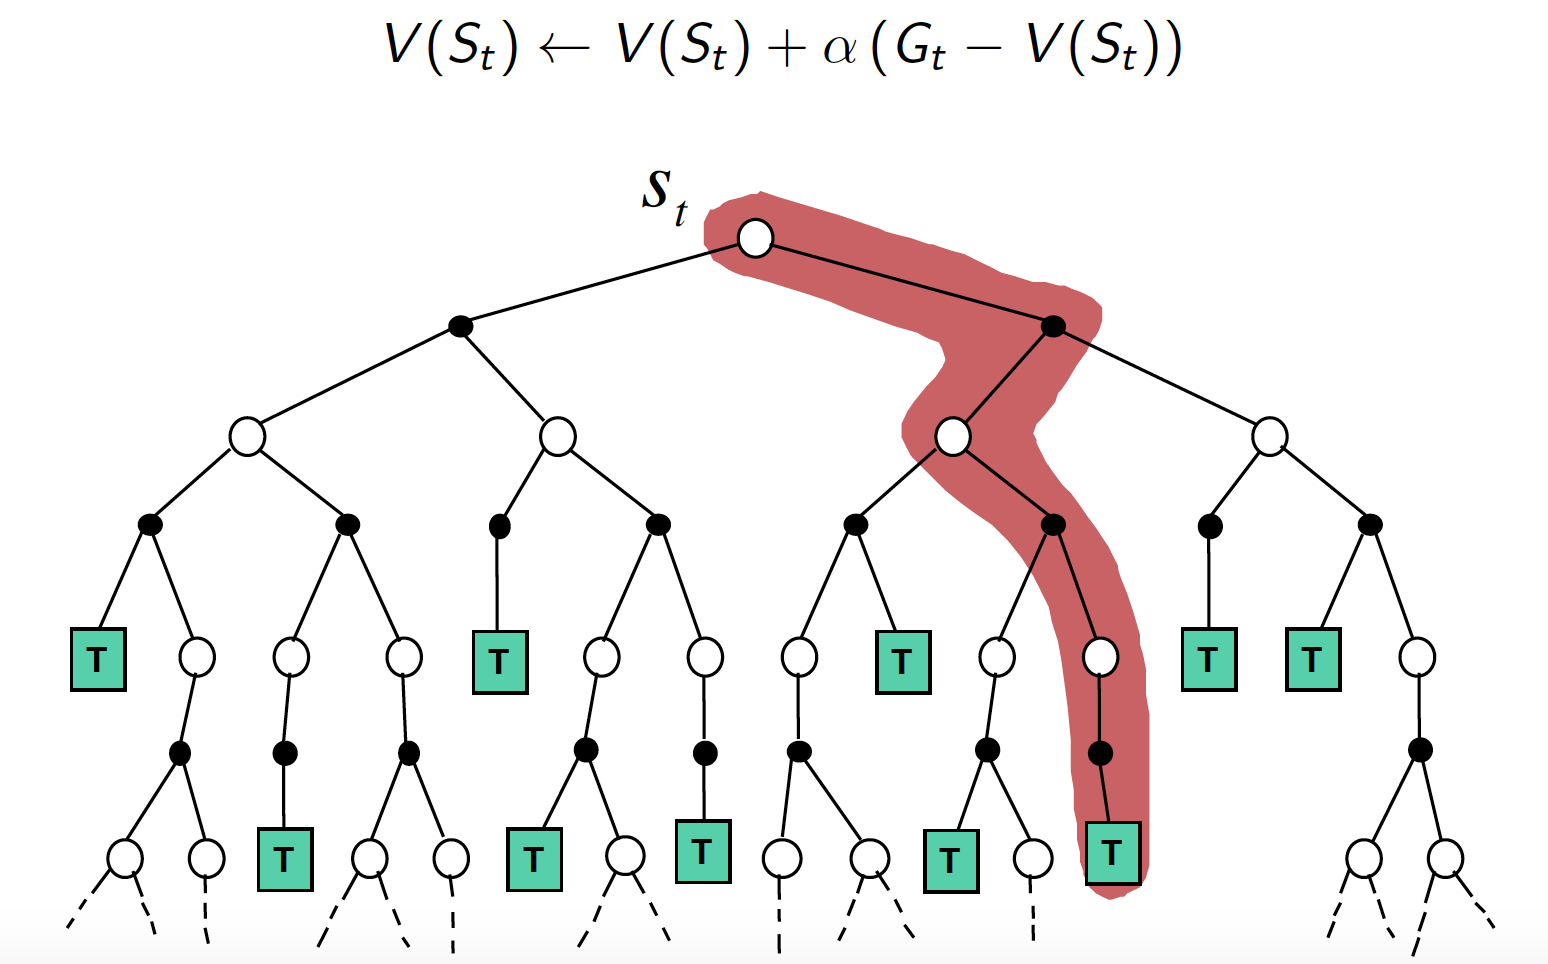 V(S_t) ← V(S_t) + α (G_t − V(S_t))
S_t
T T T T T
T T T T T